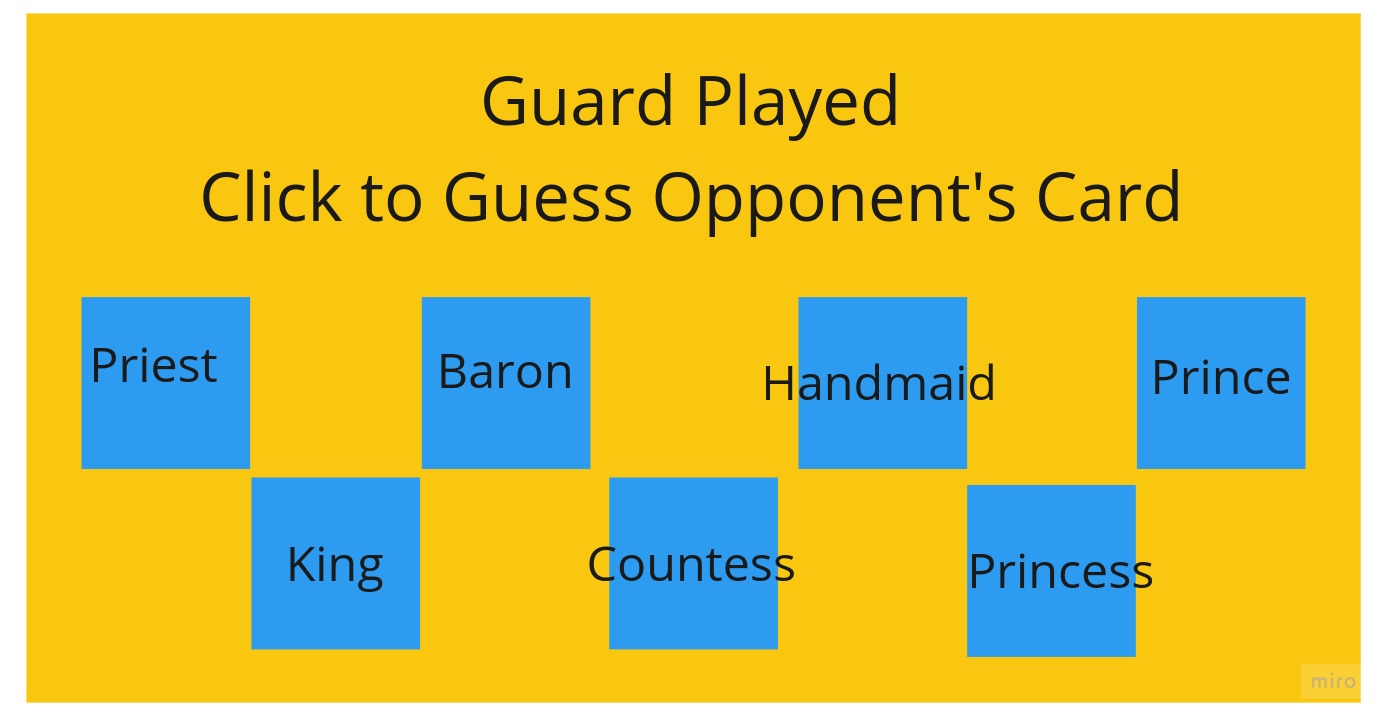 Guard Played
Click to Guess Opponent's Card
Priest
Baron
Handmaid
Prince
King
Countess
Princess
miro